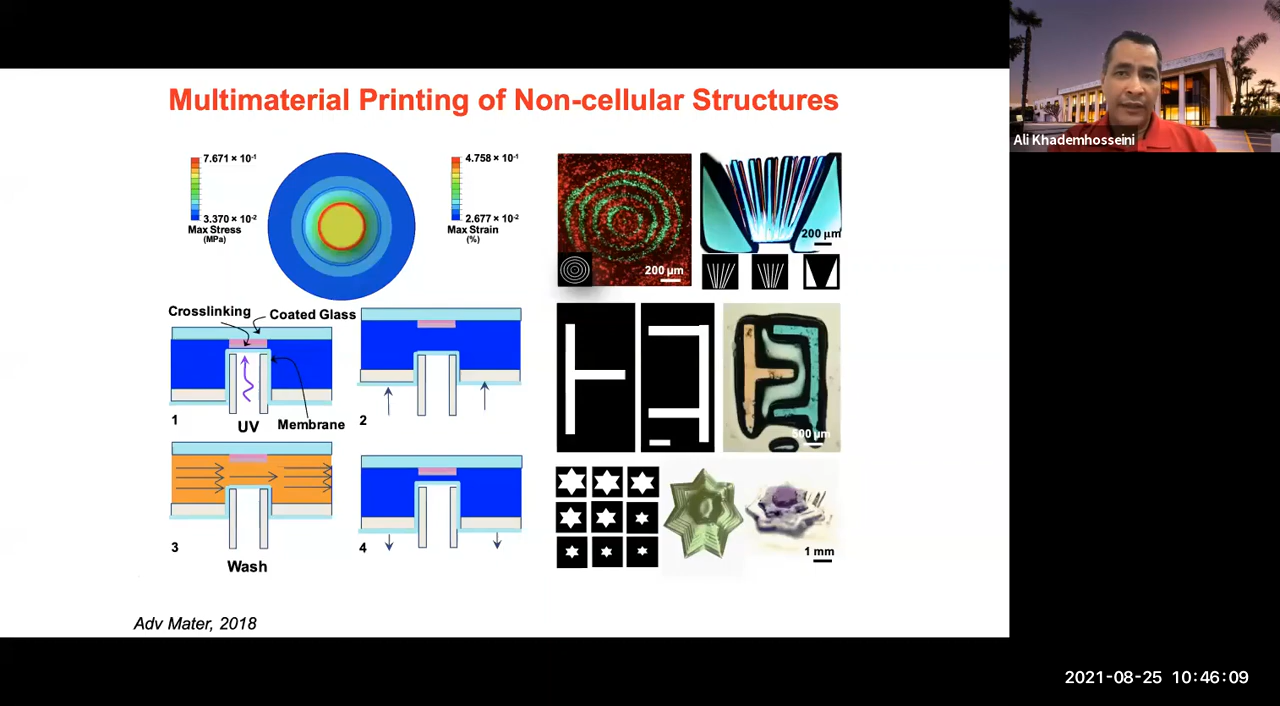 Multimaterial Printing of Non-cellular Structures
Ali Khademhosseini
7.671 × 10⁻¹
3.370 × 10⁻²
Max Stress
(MPa)
4.758 × 10⁻¹
2.677 × 10⁻²
Max Strain
(%)
200 µm
200 µm
Crosslinking
Coated Glass
1
UV
Membrane
2
500 µm
3
Wash
4
1 mm
Adv Mater, 2018
2021-08-25 10:46:09